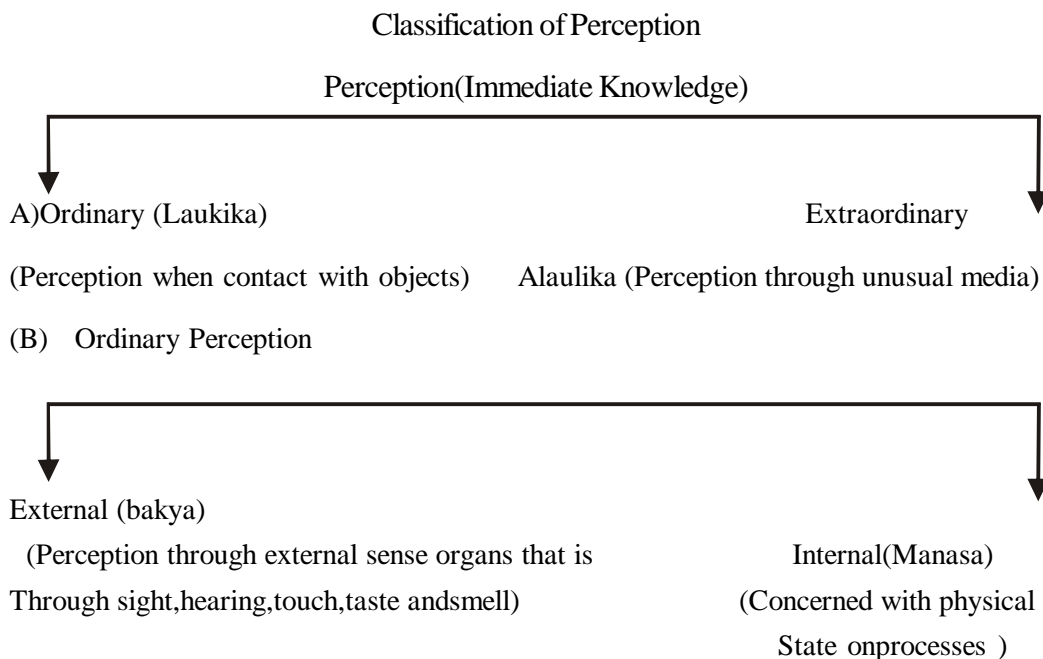 Classification of Perception
Perception(Immediate Knowledge)
A)Ordinary (Laukika) Extraordinary
(Perception when contact with objects) Alaulika (Perception through unusual media)
(B) Ordinary Perception
External (bakya)
(Perception through external sense organs that is Internal(Manasa)
Through sight,hearing,touch,taste andsmell) (Concerned with physical
State onprocesses )